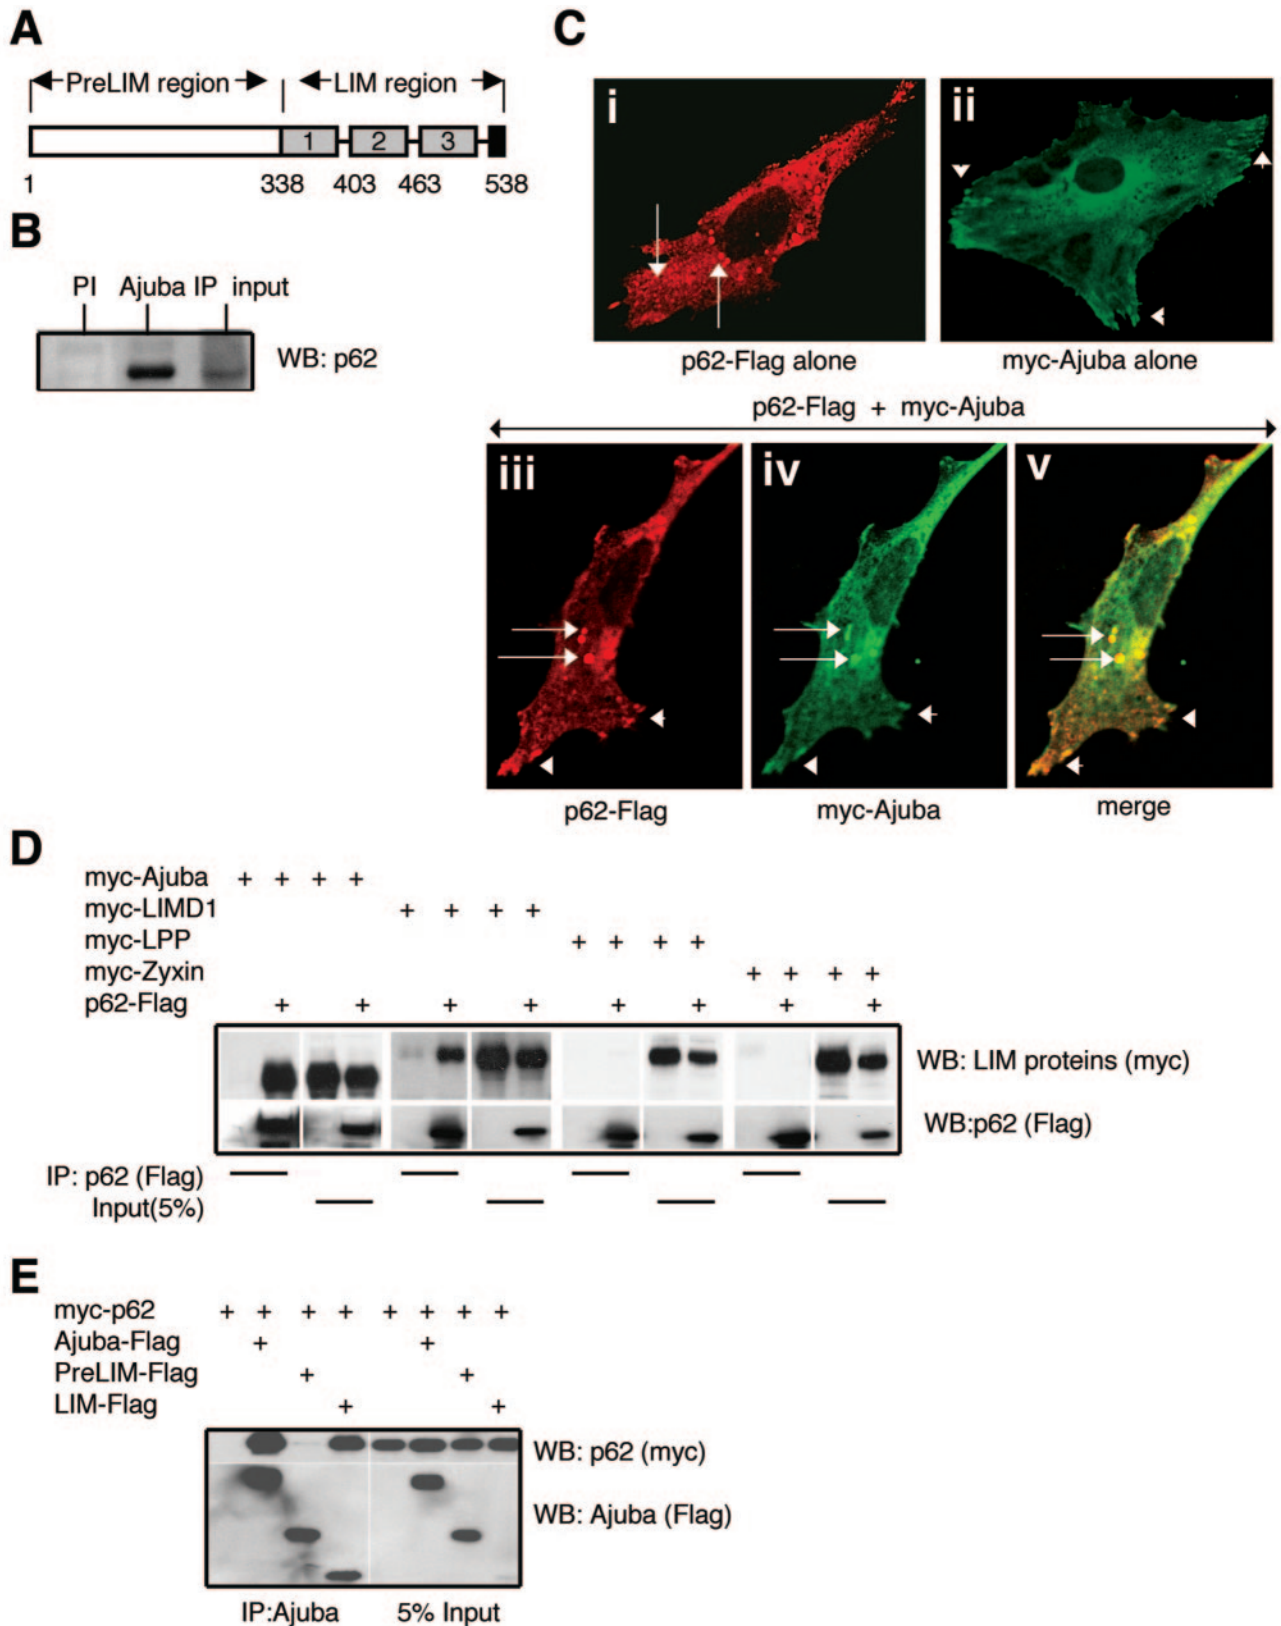 A
PreLIM region
LIM region
1 2 3
1 338 403 463 538
B
PI Ajuba IP input
WB: p62
C
i
ii
p62-Flag alone
myc-Ajuba alone
p62-Flag + myc-Ajuba
iii
iv
v
p62-Flag
myc-Ajuba
merge
D
myc-Ajuba + + + +
myc-LIMD1 + + + +
myc-LPP + + + +
myc-Zyxin + + + +
p62-Flag + + + + + + + +
WB: LIM proteins (myc)
WB:p62 (Flag)
IP: p62 (Flag)
Input(5%)
E
myc-p62 + + + + + + + +
Ajuba-Flag + +
PreLIM-Flag + +
LIM-Flag + +
WB: p62 (myc)
WB: Ajuba (Flag)
IP:Ajuba
5% Input